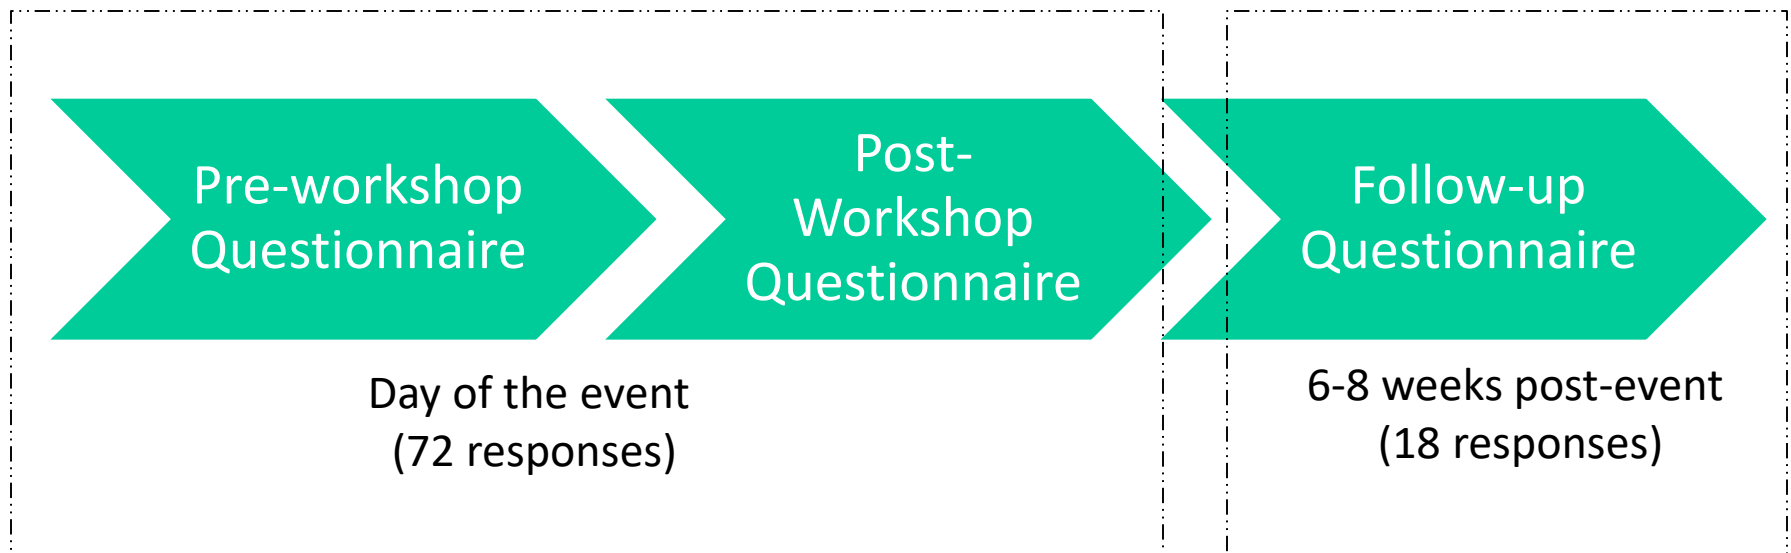 Pre-workshop
Questionnaire
Post-
Workshop
Questionnaire
Follow-up
Questionnaire
Day of the event
(72 responses)
6-8 weeks post-event
(18 responses)